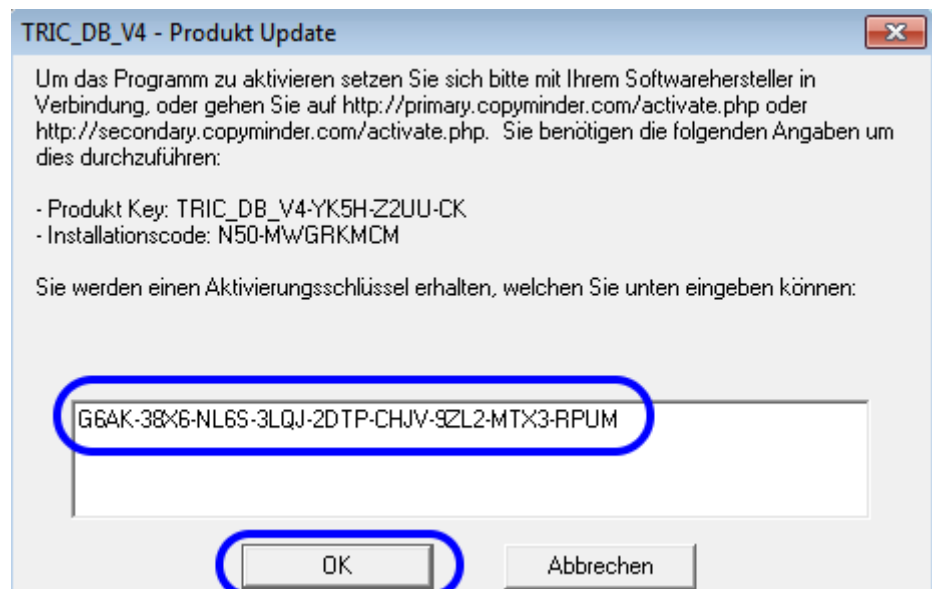 TRIC_DB_V4 - Produkt Update
Um das Programm zu aktivieren setzen Sie sich bitte mit Ihrem Softwarehersteller in
Verbindung, oder gehen Sie auf http://primary.copyminder.com/activate.php oder
http://secondary.copyminder.com/activate.php.  Sie benötigen die folgenden Angaben um
dies durchzuführen:
- Produkt Key: TRIC_DB_V4-YK5H-Z2UU-CK
- Installationscode: N50-MWGRKMCM
Sie werden einen Aktivierungsschlüssel erhalten, welchen Sie unten eingeben können:
G6AK-38X6-NL6S-3LQJ-2DTP-CHJV-9ZL2-MTX3-RPUM
OK
Abbrechen